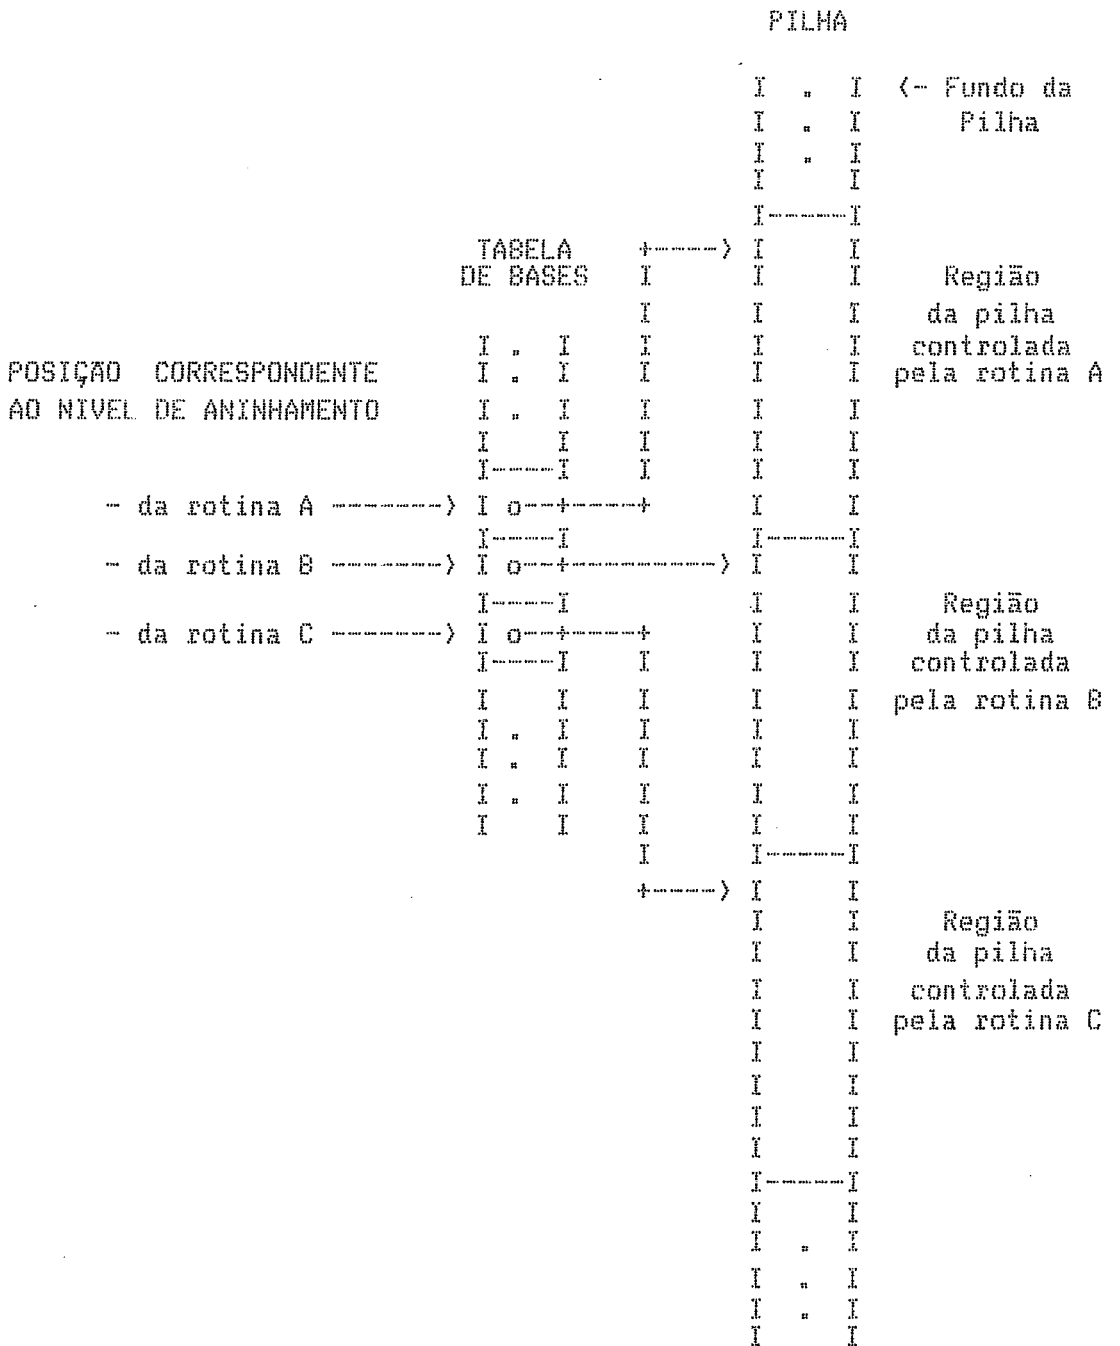 PILHA
<- Fundo da
Pilha
TABELA
DE BASES
Região
da pilha
controlada
pela rotina A
POSIÇÃO CORRESPONDENTE
AO NIVEL DE ANINHAMENTO
- da rotina A
- da rotina B
- da rotina C
Região
da pilha
controlada
pela rotina B
Região
da pilha
controlada
pela rotina C